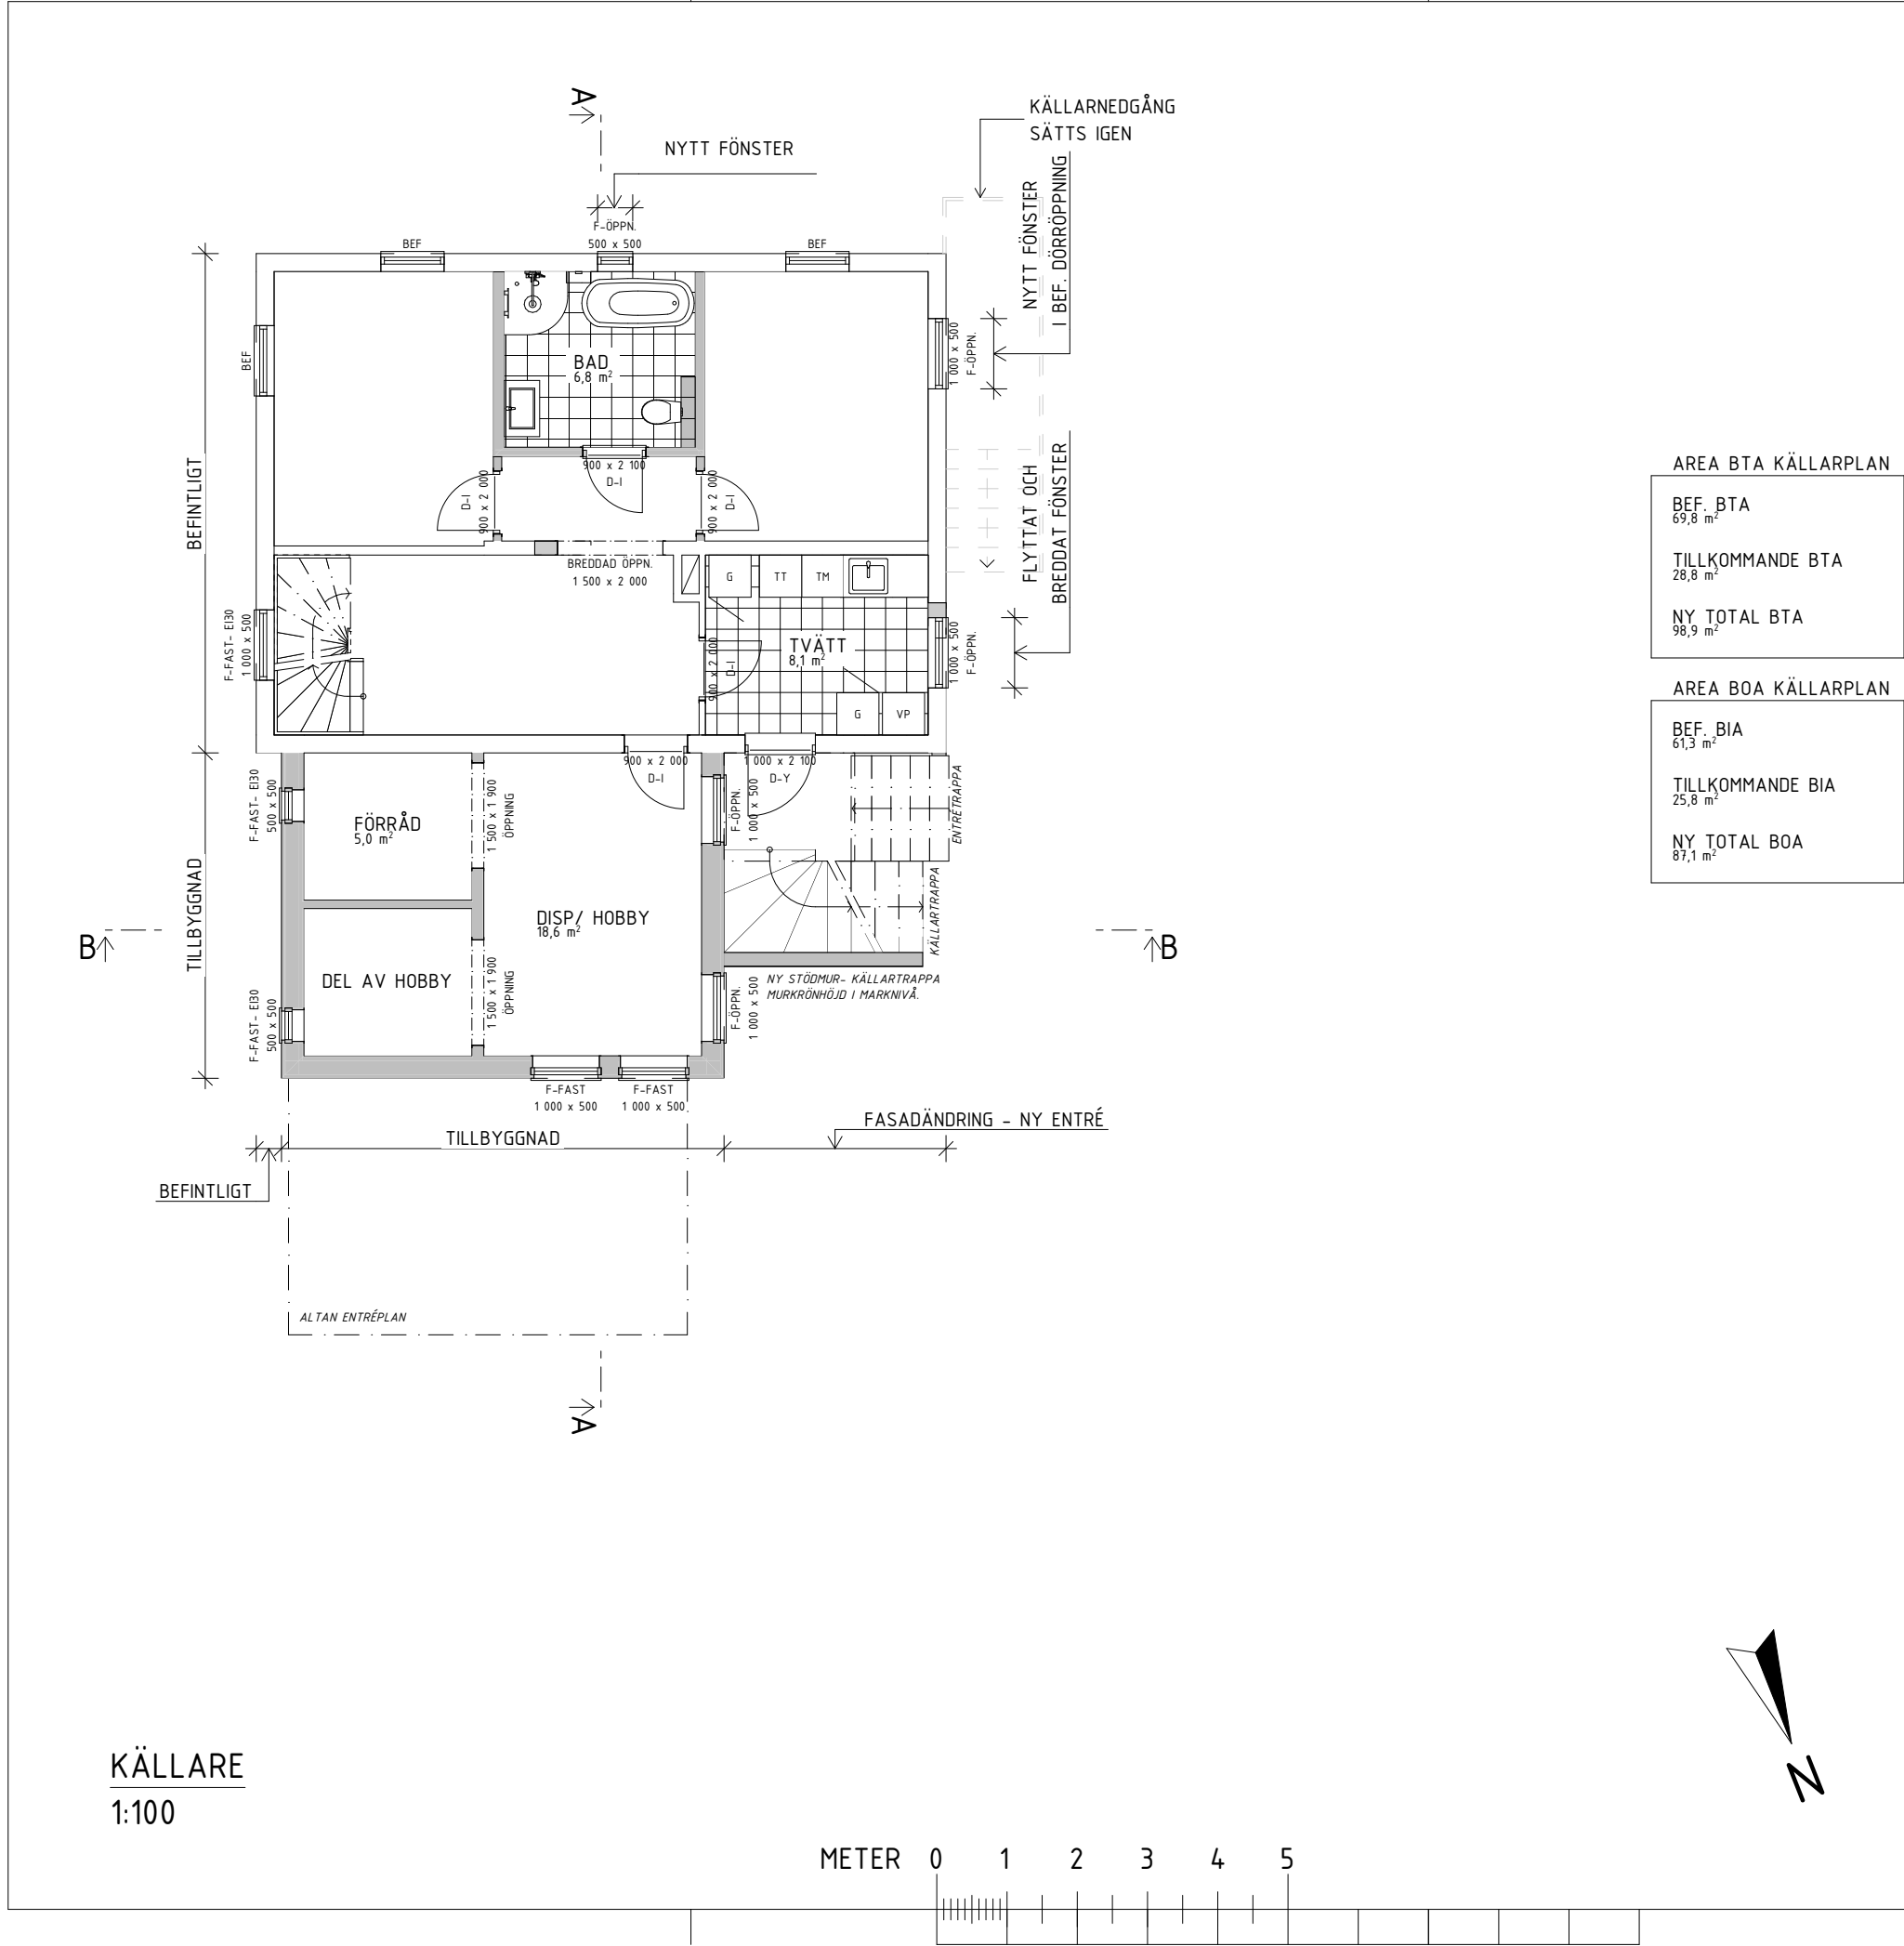 A
KÄLLARNEDGÅNG
SÄTTS IGEN
NYTT FÖNSTER
NYTT FÖNSTER
I BEF. DÖRRÖPPNING
F-ÖPPN.
500 x 500
BEF
BEF
BEF
1 000 x 500
F-ÖPPN.
BAD
6,8 m²
BEFINTLIGT
900 x 2 100
D-I
D-I
900 x 2 000
900 x 2 000
D-I
FLYTTAT OCH
BREDDAT FÖNSTER
BREDDAD ÖPPN.
1 500 x 2 000
G
TT
TM
F-FAST- EI30
1 000 x 500
TVÄTT
8,1 m²
900 x 2 000
D-I
1 000 x 500
F-ÖPPN.
G
VP
900 x 2 000
D-I
1 000 x 2 100
D-Y
F-FAST- EI30
500 x 500
FÖRRÅD
5,0 m²
1 500 x 1 900
ÖPPNING
F-ÖPPN.
1 000 x 500
ENTRÉTRAPPA
TILLBYGGNAD
DISP/ HOBBY
18,6 m²
KÄLLARTRAPPA
B
B
DEL AV HOBBY
1 500 x 1 900
ÖPPNING
F-FAST- EI30
500 x 500
F-ÖPPN.
1 000 x 500
NY STÖDMUR- KÄLLARTRAPPA
MURKRÖNHÖJD I MARKNIVÅ.
F-FAST
1 000 x 500
F-FAST
1 000 x 500
FASADÄNDRING - NY ENTRÉ
TILLBYGGNAD
BEFINTLIGT
ALTAN ENTRÉPLAN
A
AREA BTA KÄLLARPLAN
BEF. BTA
69,8 m²
TILLKOMMANDE BTA
28,8 m²
NY TOTAL BTA
98,9 m²
AREA BOA KÄLLARPLAN
BEF. BIA
61,3 m²
TILLKOMMANDE BIA
25,8 m²
NY TOTAL BOA
87,1 m²
N
KÄLLARE
1:100
METER 0 1 2 3 4 5